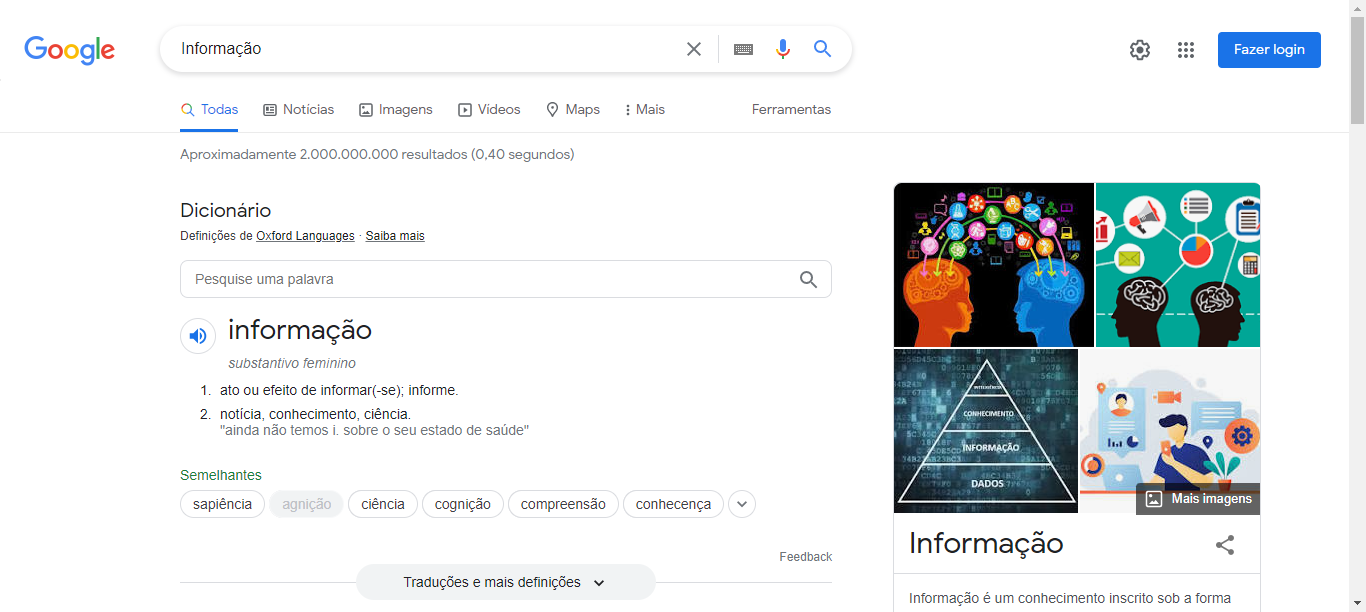 Google
Informação
Fazer login
Todas
Notícias
Imagens
Vídeos
Maps
Mais
Ferramentas
Aproximadamente 2.000.000.000 resultados (0,40 segundos)
Dicionário
Definições de Oxford Languages · Saiba mais
Pesquise uma palavra
informação
substantivo feminino
1. ato ou efeito de informar(-se); informe.
2. notícia, conhecimento, ciência.
"ainda não temos i. sobre o seu estado de saúde"
Semelhantes
sapiência
agnição
ciência
cognição
compreensão
conhecença
Feedback
Traduções e mais definições
CONHECIMENTO
INFORMAÇÃO
DADOS
Mais imagens
Informação
Informação é um conhecimento inscrito sob a forma